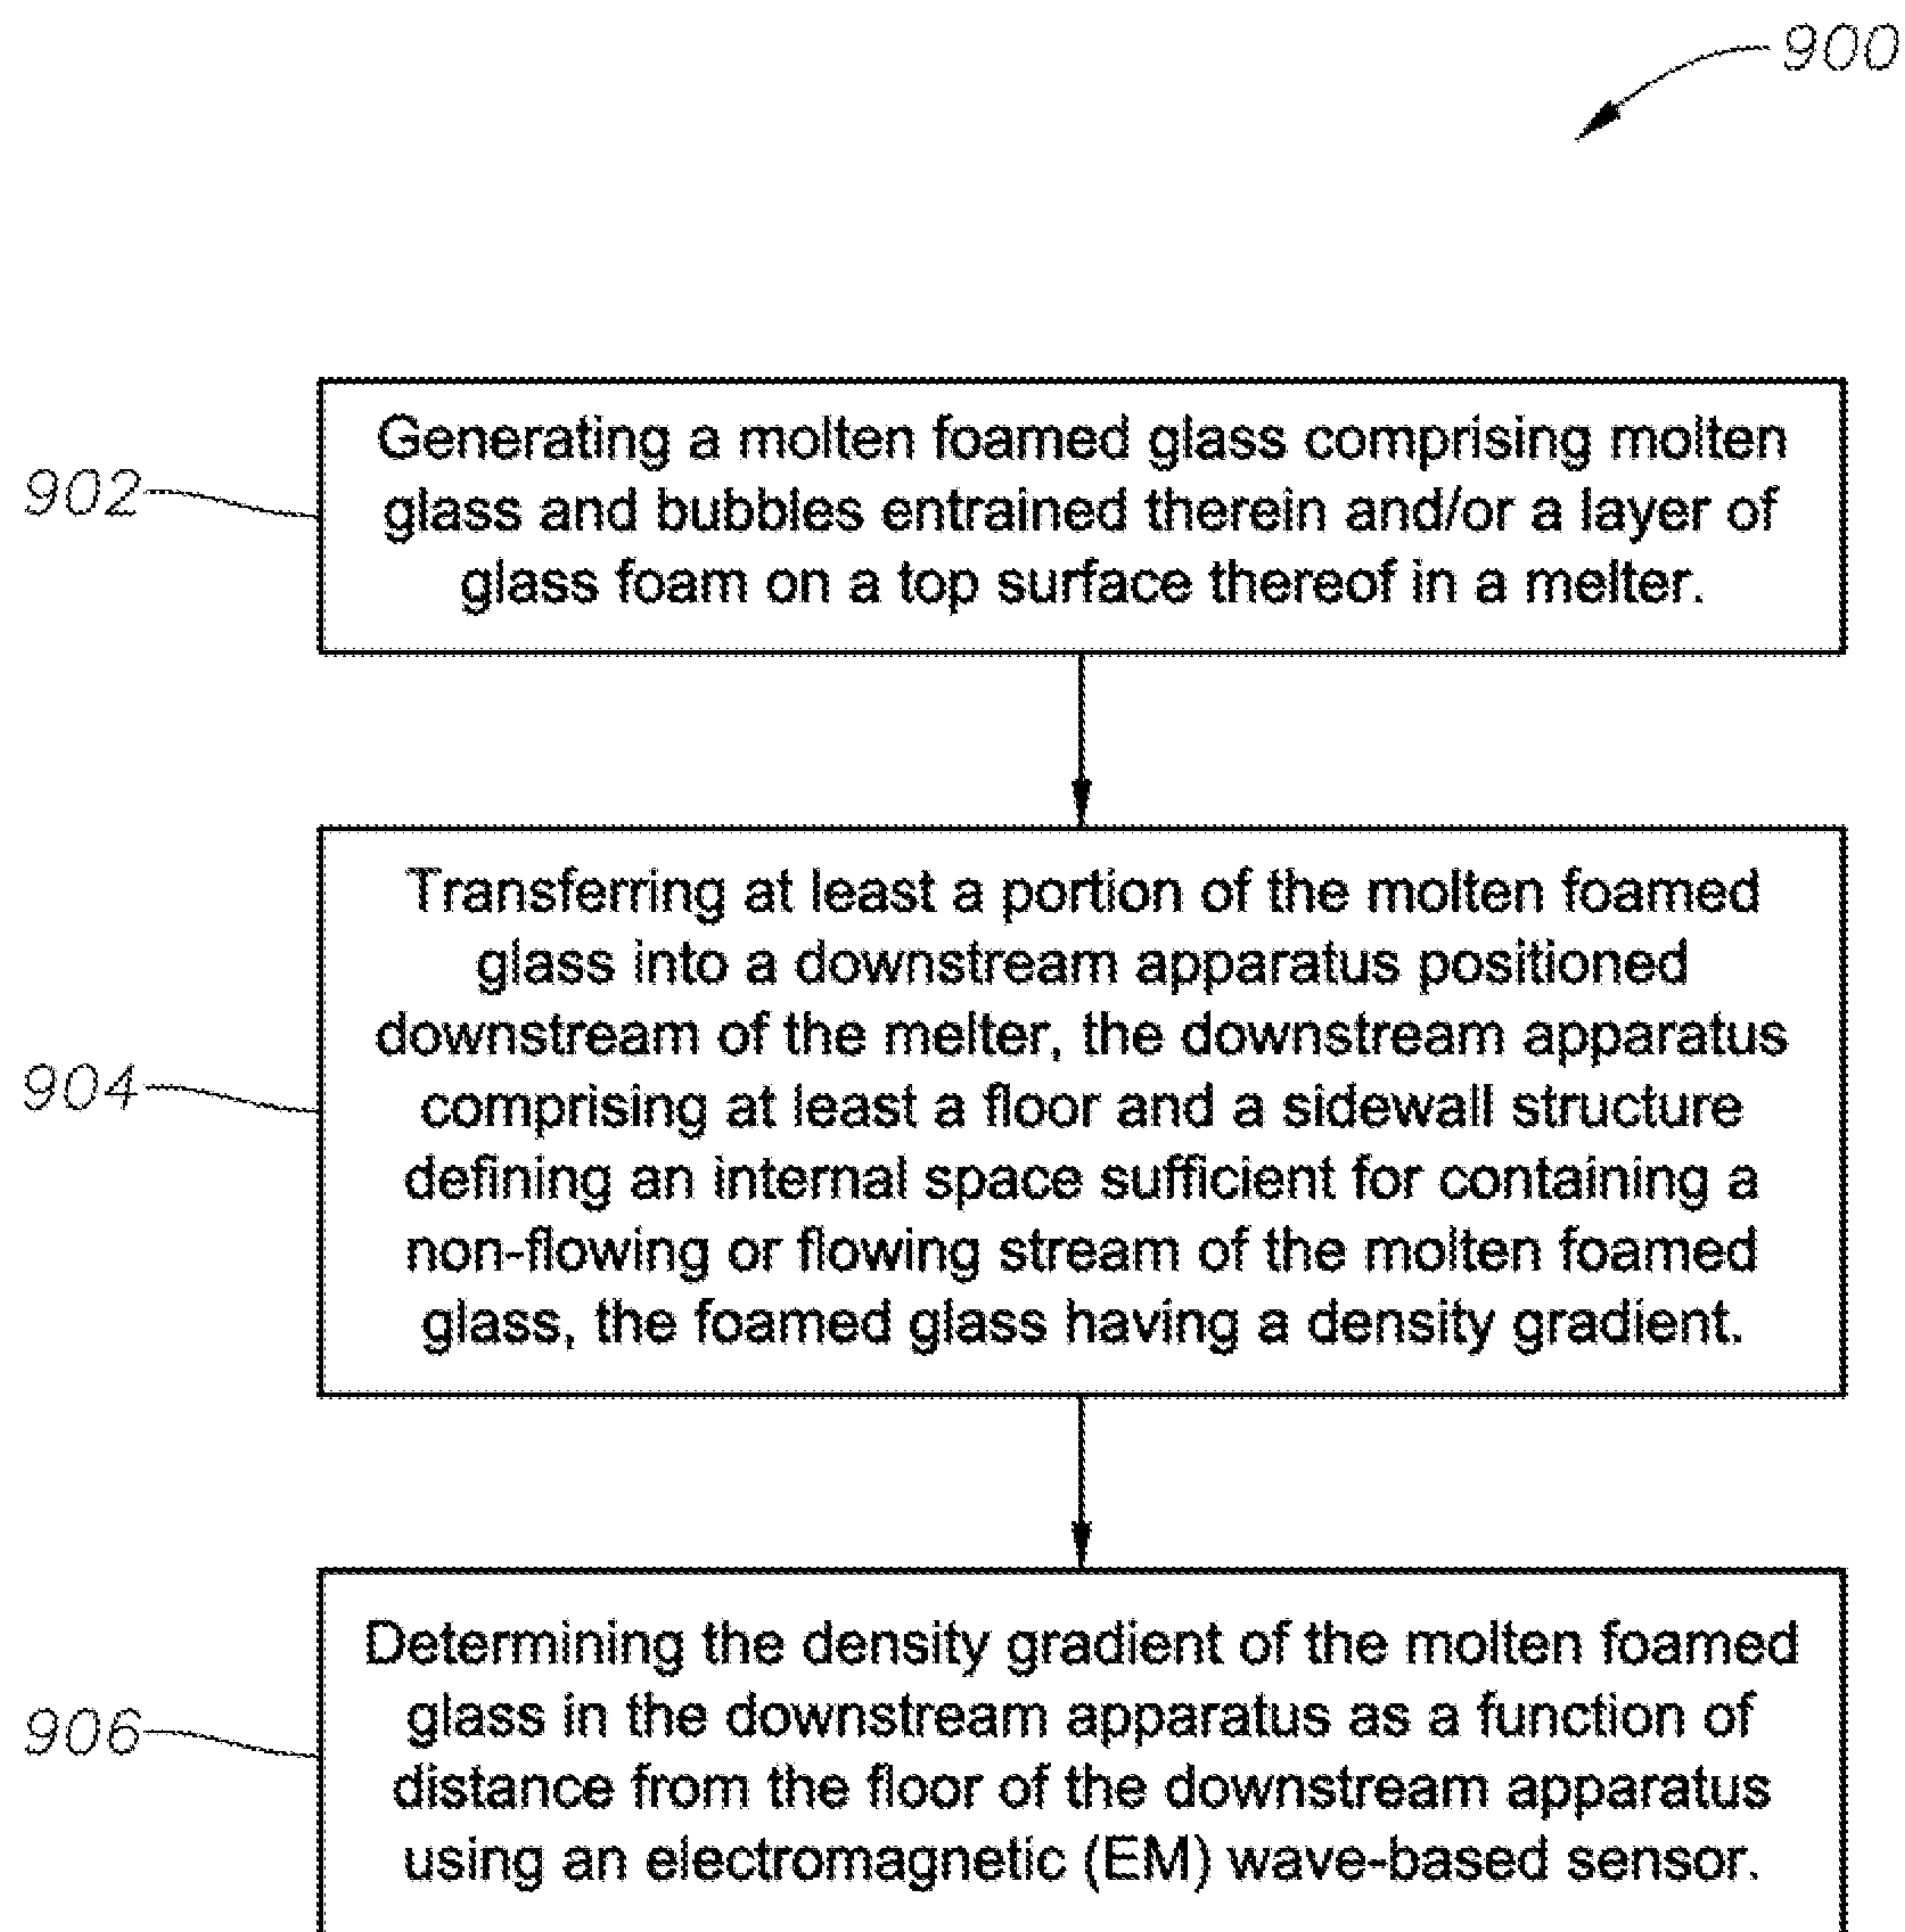 900
902
Generating a molten foamed glass comprising molten
glass and bubbles entrained therein and/or a layer of
glass foam on a top surface thereof in a melter.
904
Transferring at least a portion of the molten foamed
glass into a downstream apparatus positioned
downstream of the melter, the downstream apparatus
comprising at least a floor and a sidewall structure
defining an internal space sufficient for containing a
non-flowing or flowing stream of the molten foamed
glass, the foamed glass having a density gradient.
906
Determining the density gradient of the molten foamed
glass in the downstream apparatus as a function of
distance from the floor of the downstream apparatus
using an electromagnetic (EM) wave-based sensor.